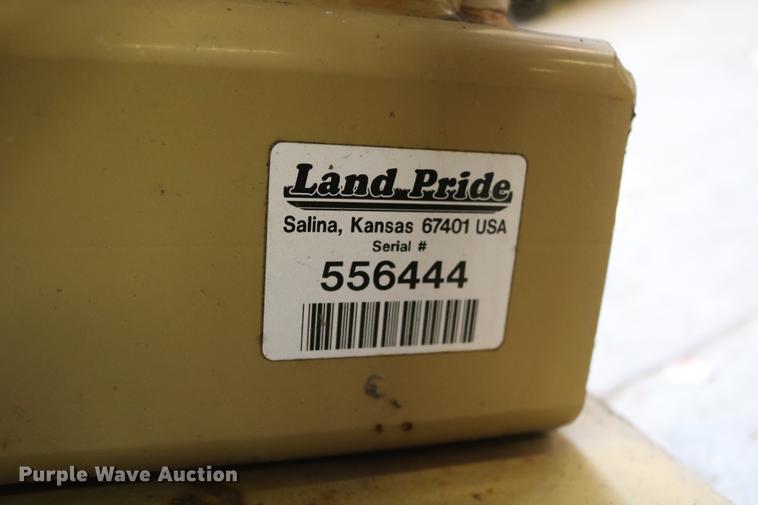 Land Pride
Salina, Kansas 67401 USA
Serial #
556444
Purple Wave Auction